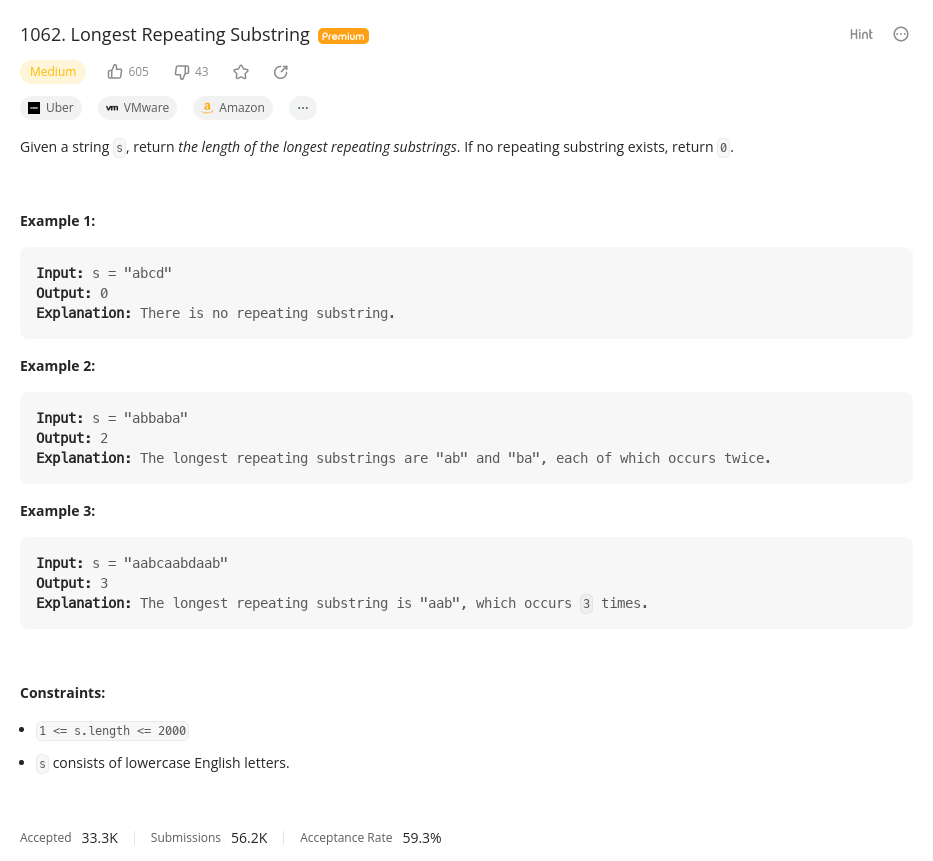 1062. Longest Repeating Substring Premium Hint
Medium 605 43
Uber vm VMware a Amazon ...
Given a string s, return the length of the longest repeating substrings. If no repeating substring exists, return 0.
Example 1:
Input: s = "abcd"
Output: 0
Explanation: There is no repeating substring.
Example 2:
Input: s = "abbaba"
Output: 2
Explanation: The longest repeating substrings are "ab" and "ba", each of which occurs twice.
Example 3:
Input: s = "aabcaabdaab"
Output: 3
Explanation: The longest repeating substring is "aab", which occurs 3 times.
Constraints:
• 1 <= s.length <= 2000
• s consists of lowercase English letters.
Accepted 33.3K Submissions 56.2K Acceptance Rate 59.3%